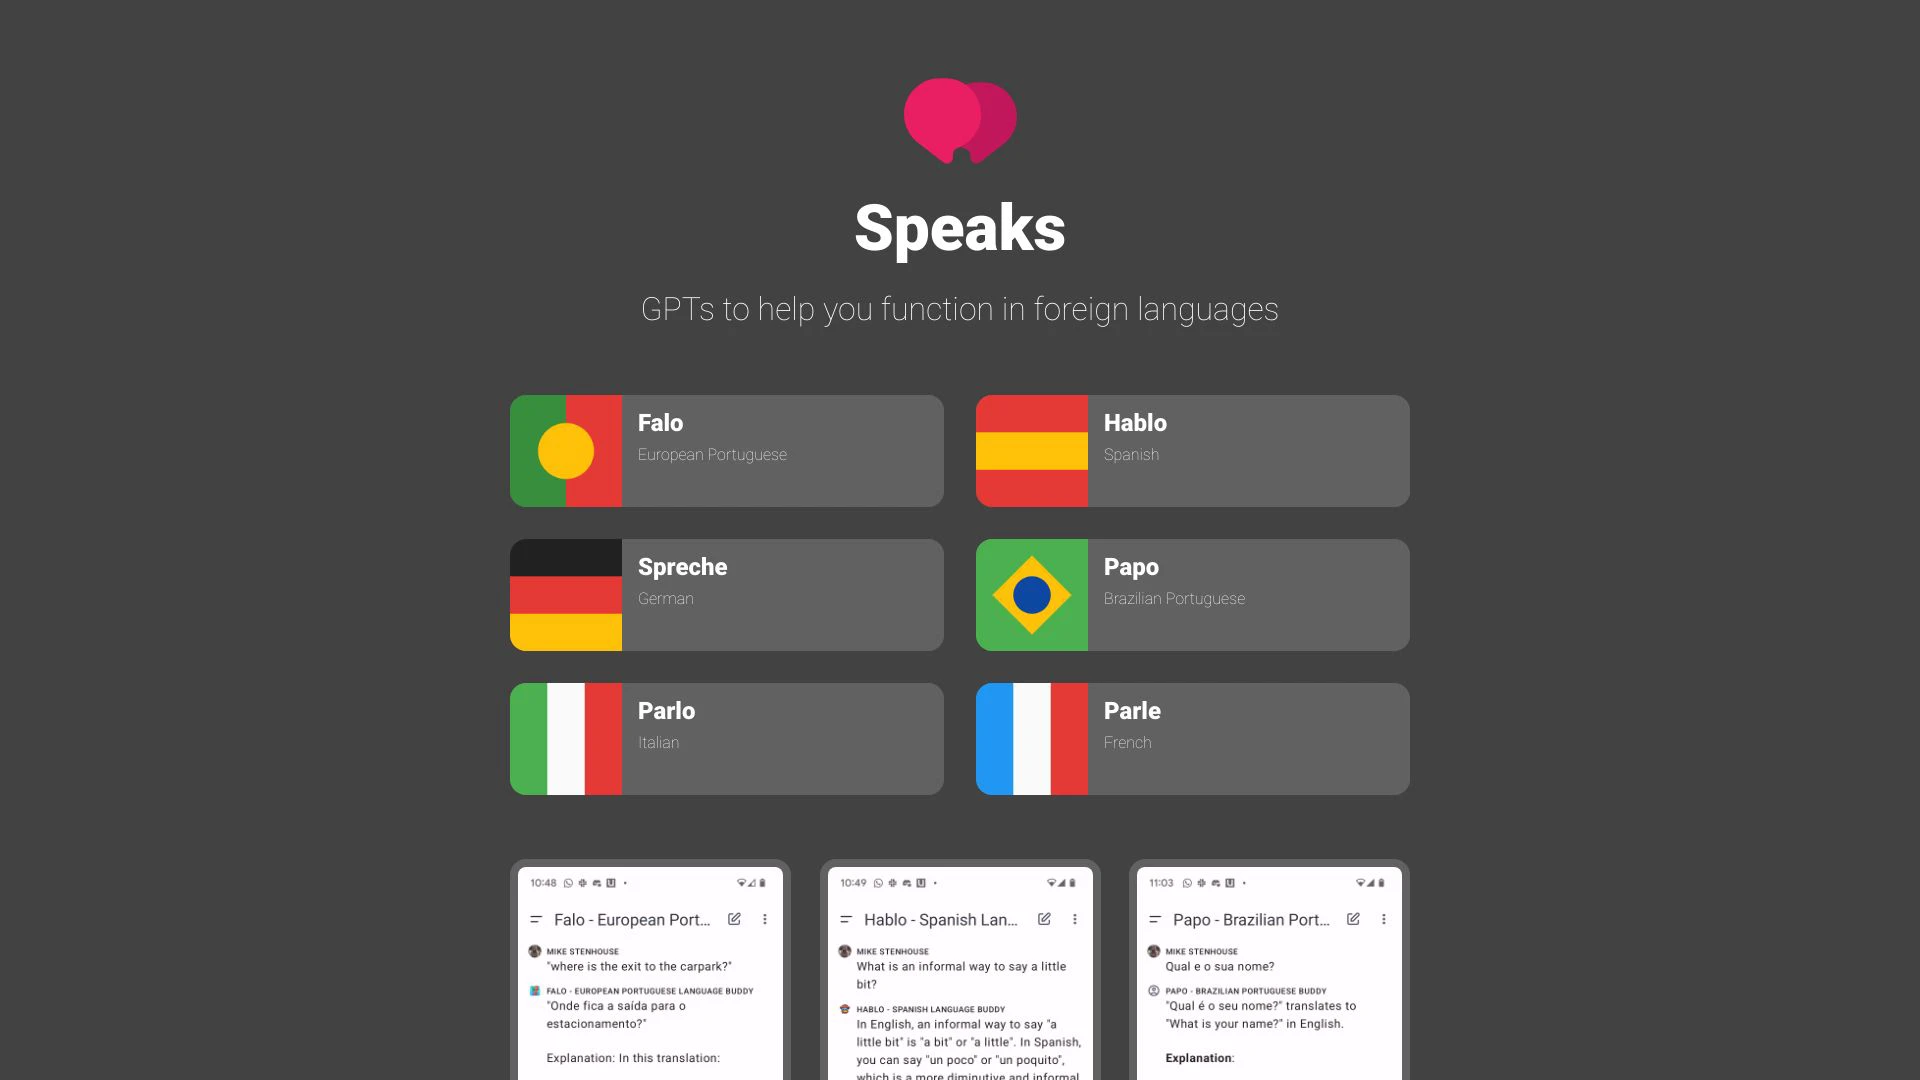 Speaks
GPTs to help you function in foreign languages
Falo
European Portuguese
Hablo
Spanish
Spreche
German
Papo
Brazilian Portuguese
Parlo
Italian
Parle
French
10:48
Falo - European Port...
MIKE STENHOUSE
"where is the exit to the carpark?"
FALO - EUROPEAN PORTUGUESE LANGUAGE BUDDY
"Onde fica a saída para o
estacionamento?"
Explanation: In this translation:
10:49
Hablo - Spanish Lan...
MIKE STENHOUSE
What is an informal way to say a little
bit?
HABLO - SPANISH LANGUAGE BUDDY
In English, an informal way to say "a
little bit" is "a bit" or "a little". In Spanish,
you can say "un poco" or "un poquito",
which is a more diminutive and informal
11:03
Papo - Brazilian Port...
MIKE STENHOUSE
Qual e o sua nome?
PAPO - BRAZILIAN PORTUGUESE BUDDY
"Qual é o seu nome?" translates to
"What is your name?" in English.
Explanation: